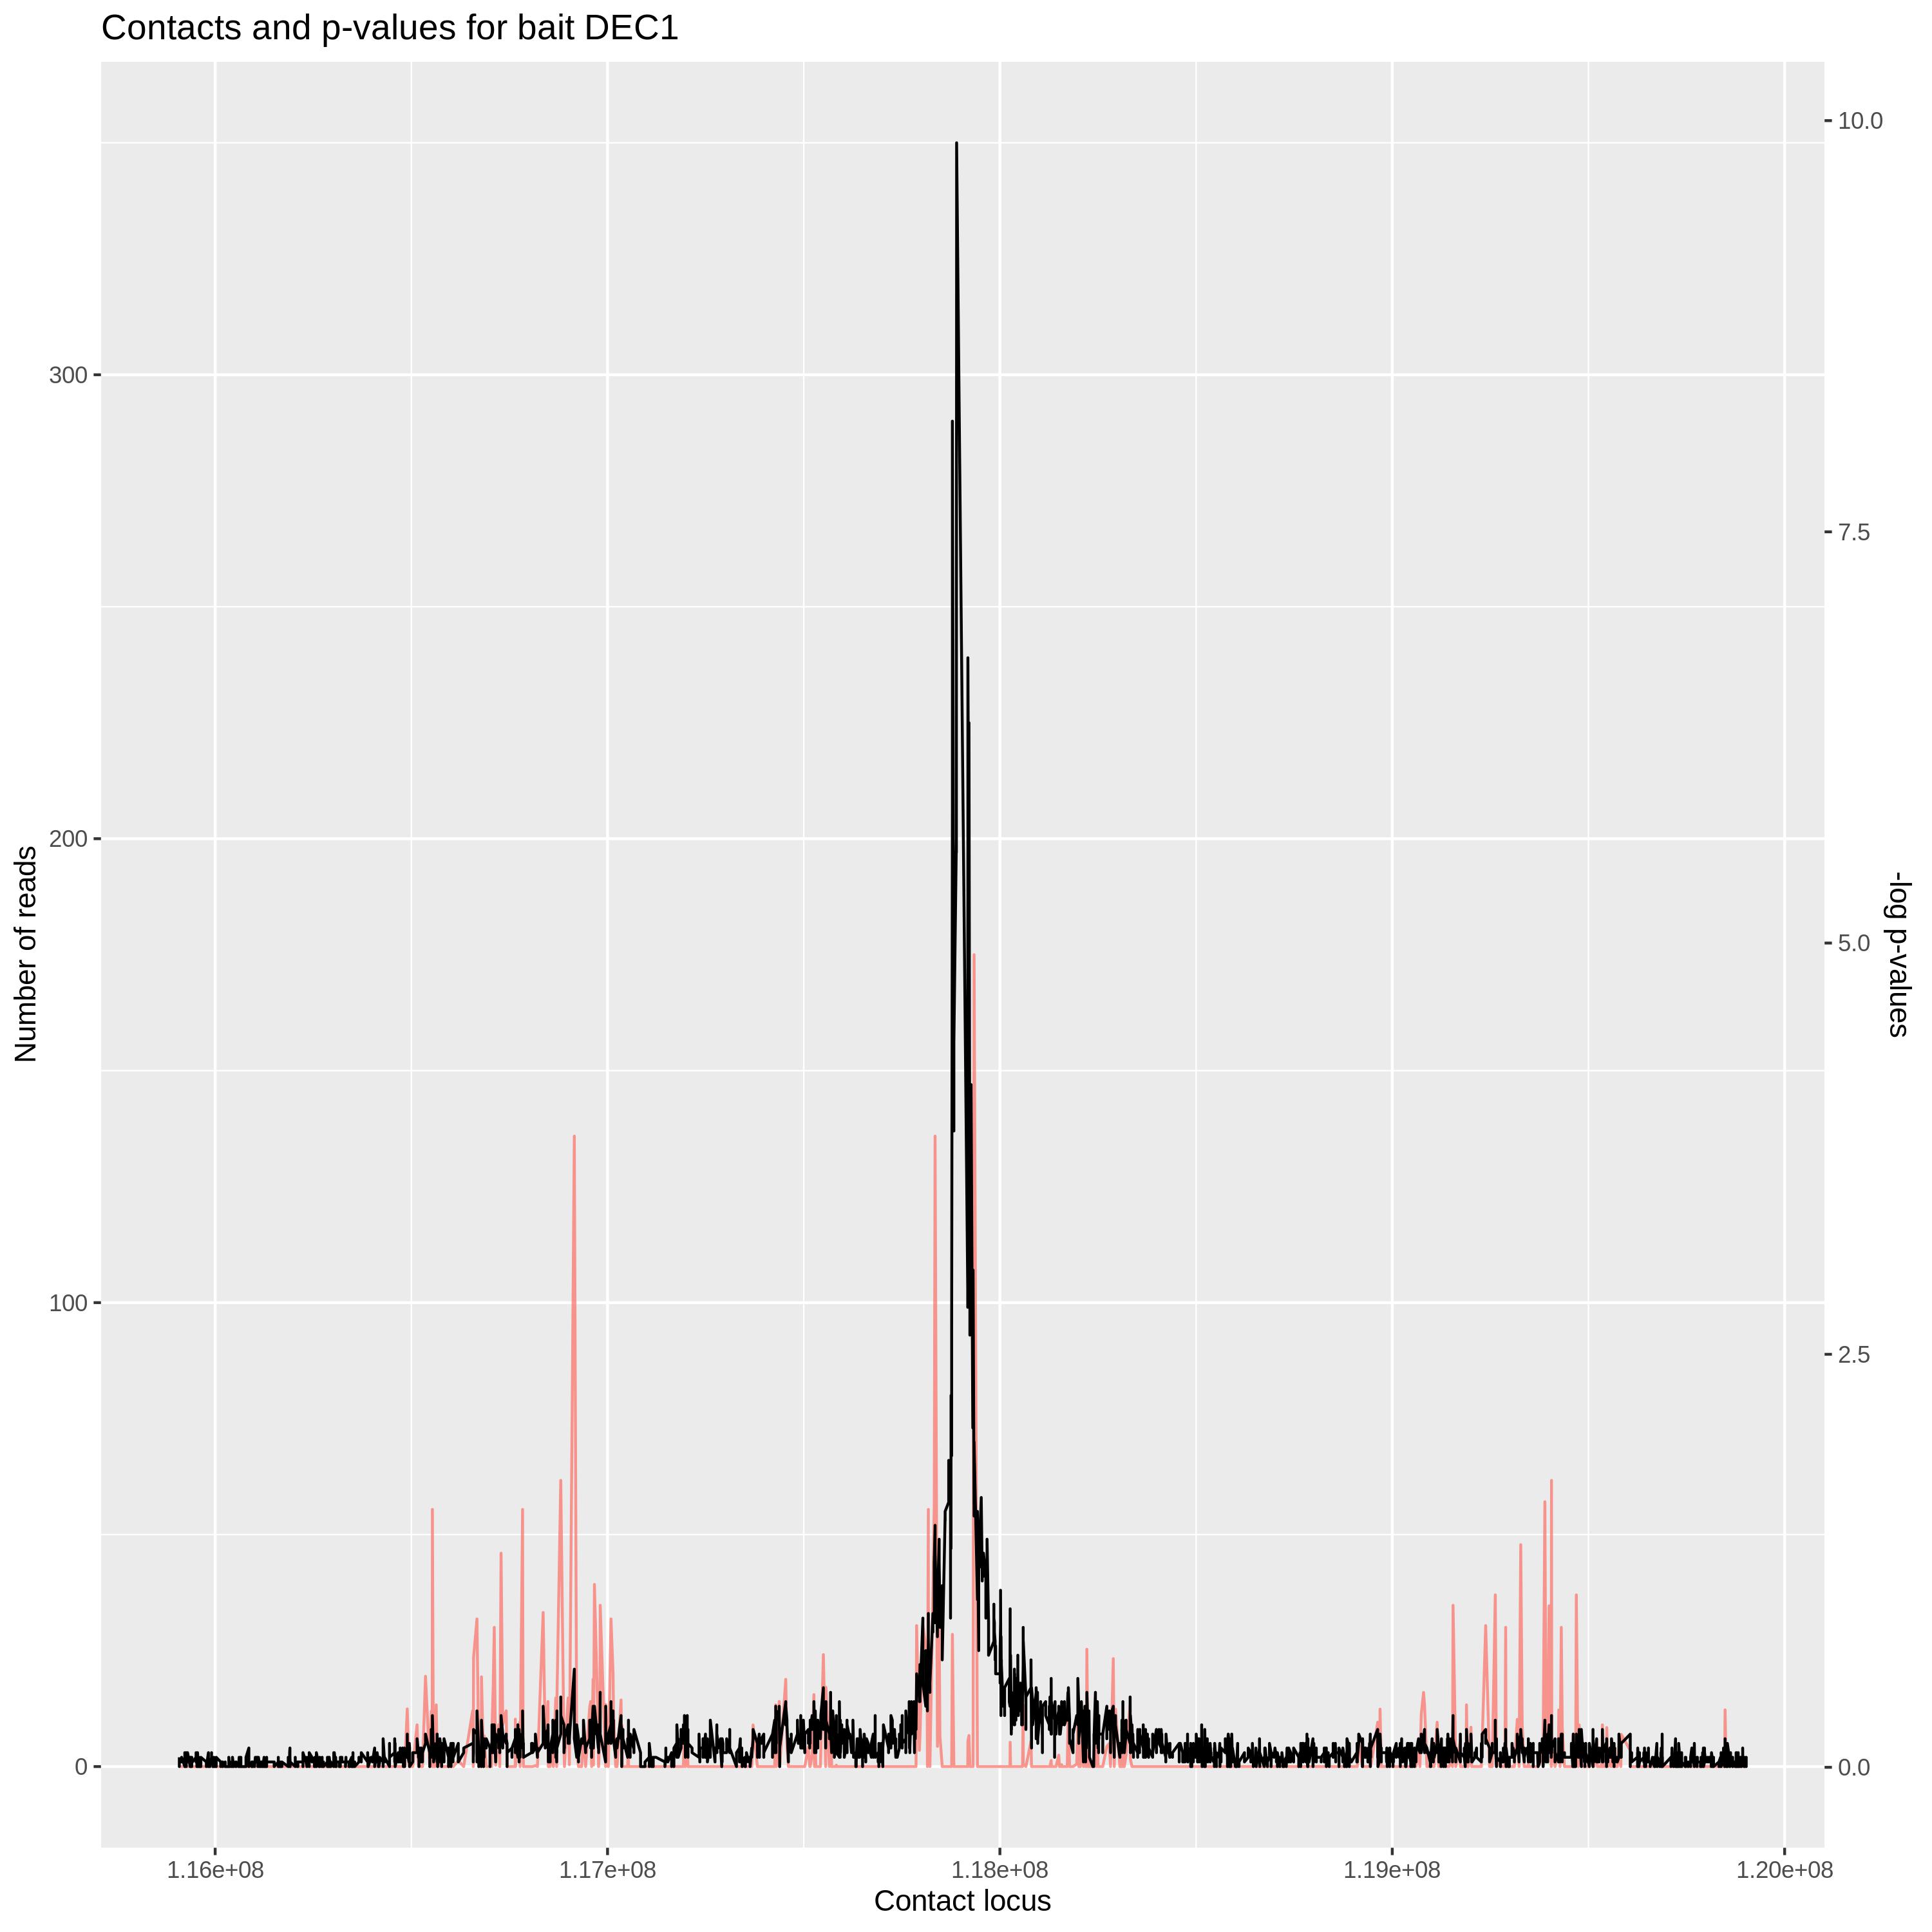 Contacts and p-values for bait DEC1
Number of reads
300
200
100
0
10.0
7.5
5.0
2.5
0.0
-log p-values
1.16e+08
1.17e+08
1.18e+08
1.19e+08
1.20e+08
Contact locus